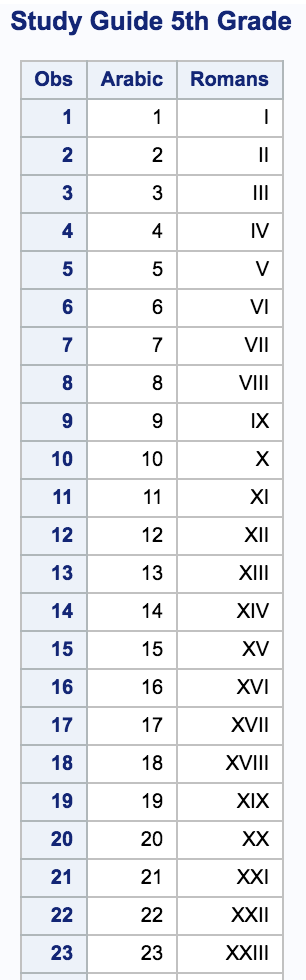 Study Guide 5th Grade
Obs Arabic Romans
1 1 I
2 2 II
3 3 III
4 4 IV
5 5 V
6 6 VI
7 7 VII
8 8 VIII
9 9 IX
10 10 X
11 11 XI
12 12 XII
13 13 XIII
14 14 XIV
15 15 XV
16 16 XVI
17 17 XVII
18 18 XVIII
19 19 XIX
20 20 XX
21 21 XXI
22 22 XXII
23 23 XXIII